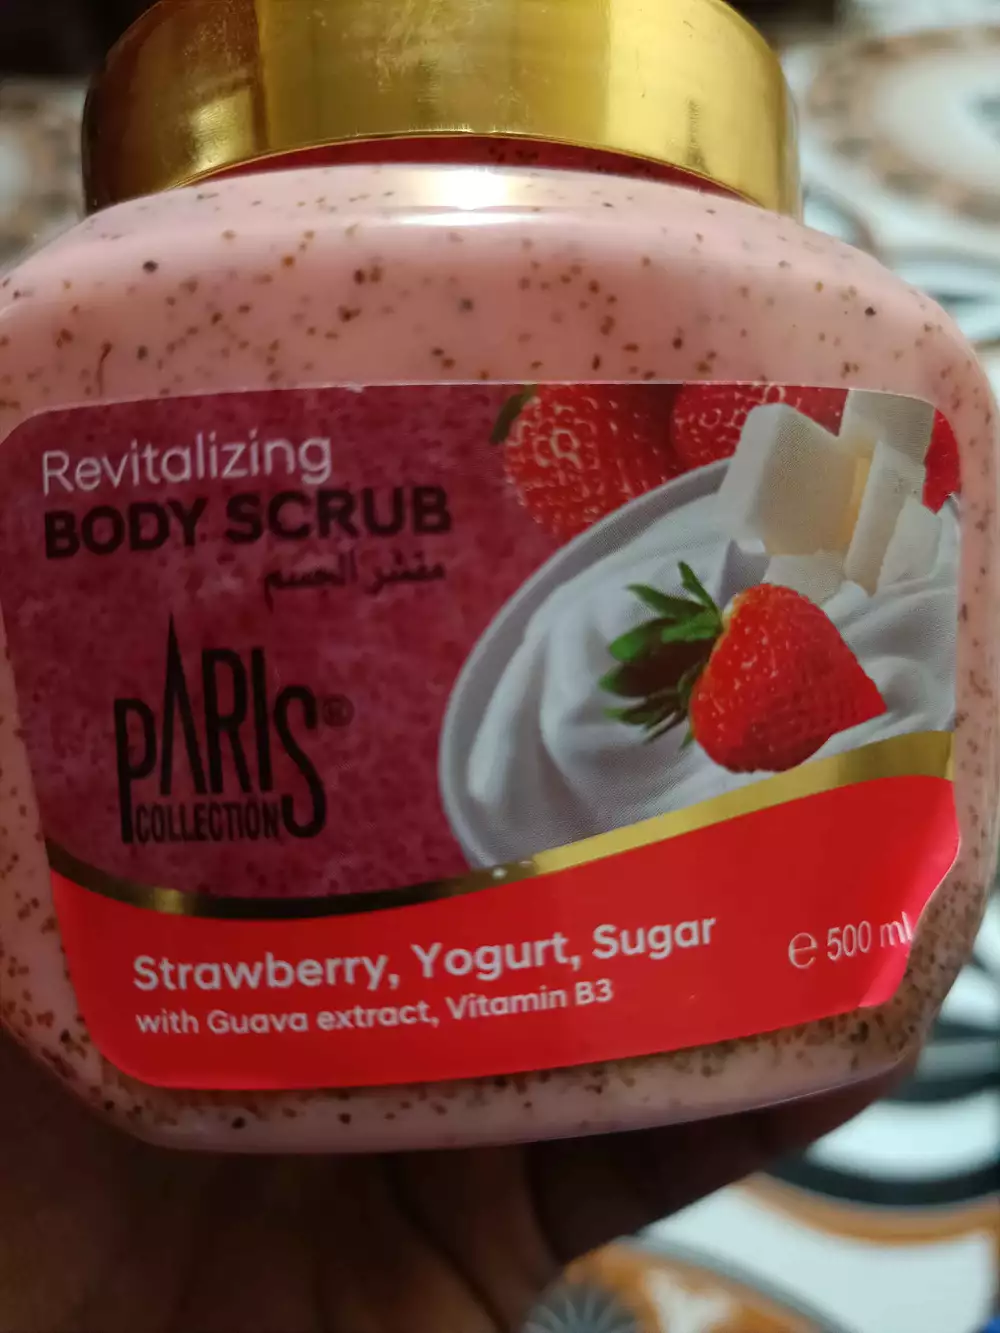 Revitalizing
BODY SCRUB
مقشر الجسم
PARIS®
COLLECTION
Strawberry, Yogurt, Sugar
with Guava extract, Vitamin B3
℮ 500 ml